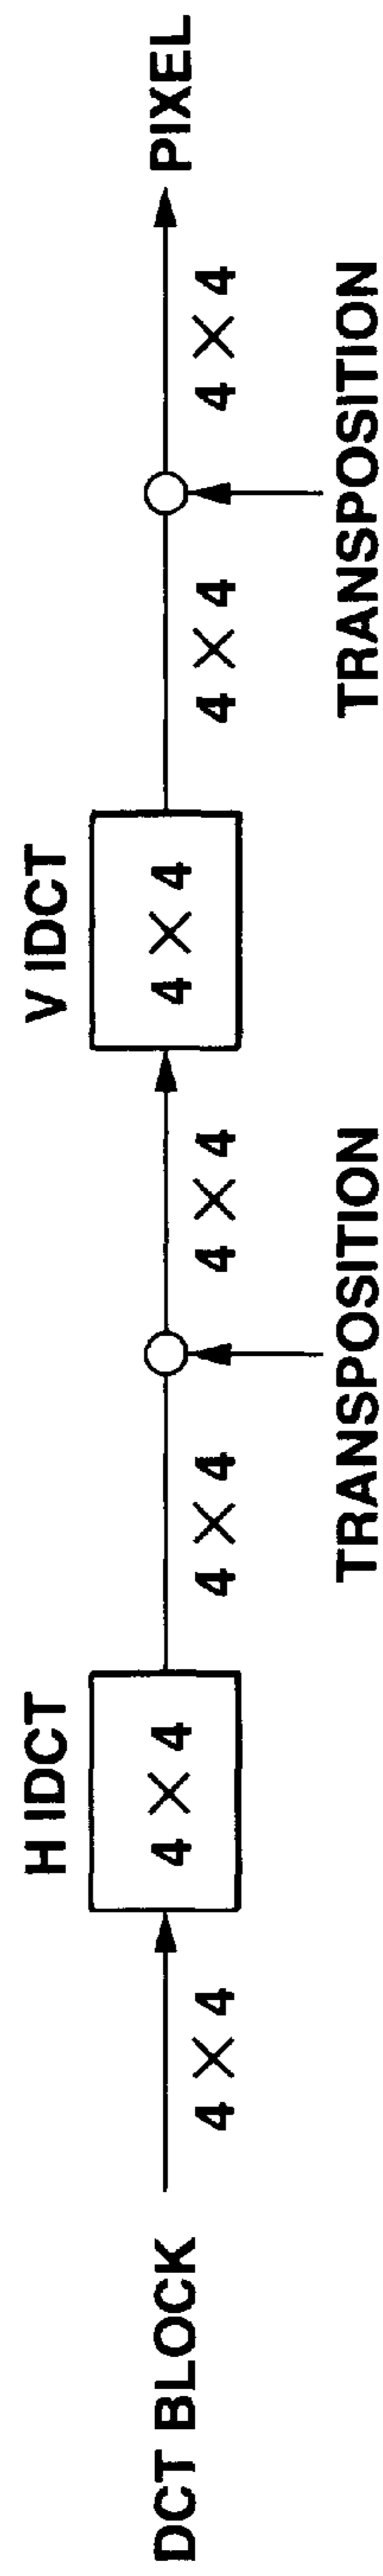 H IDCT
V IDCT
DCT BLOCK
4 × 4
4 × 4
4 × 4
4 × 4
4 × 4
4 × 4
4 × 4
PIXEL
TRANSPOSITION
TRANSPOSITION